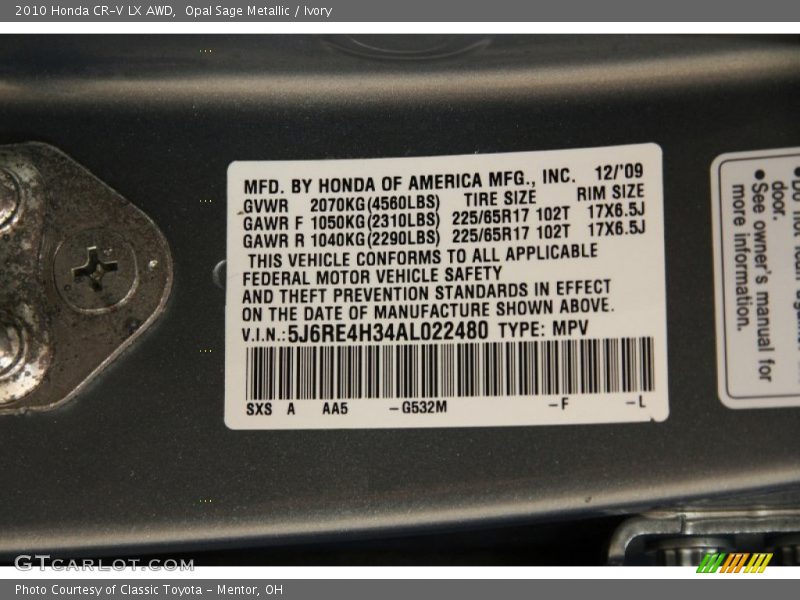 2010 Honda CR-V LX AWD, Opal Sage Metallic / Ivory
MFD. BY HONDA OF AMERICA MFG., INC. 12/'09
GVWR 2070KG(4560LBS) TIRE SIZE RIM SIZE
GAWR F 1050KG(2310LBS) 225/65R17 102T 17X6.5J
GAWR R 1040KG(2290LBS) 225/65R17 102T 17X6.5J
THIS VEHICLE CONFORMS TO ALL APPLICABLE
FEDERAL MOTOR VEHICLE SAFETY
AND THEFT PREVENTION STANDARDS IN EFFECT
ON THE DATE OF MANUFACTURE SHOWN ABOVE.
V.I.N.:5J6RE4H34AL022480 TYPE: MPV
SXS A AA5 -G532M -F -L
door.
• See owner's manual for
more information.
GTCARLOT.COM
Photo Courtesy of Classic Toyota - Mentor, OH